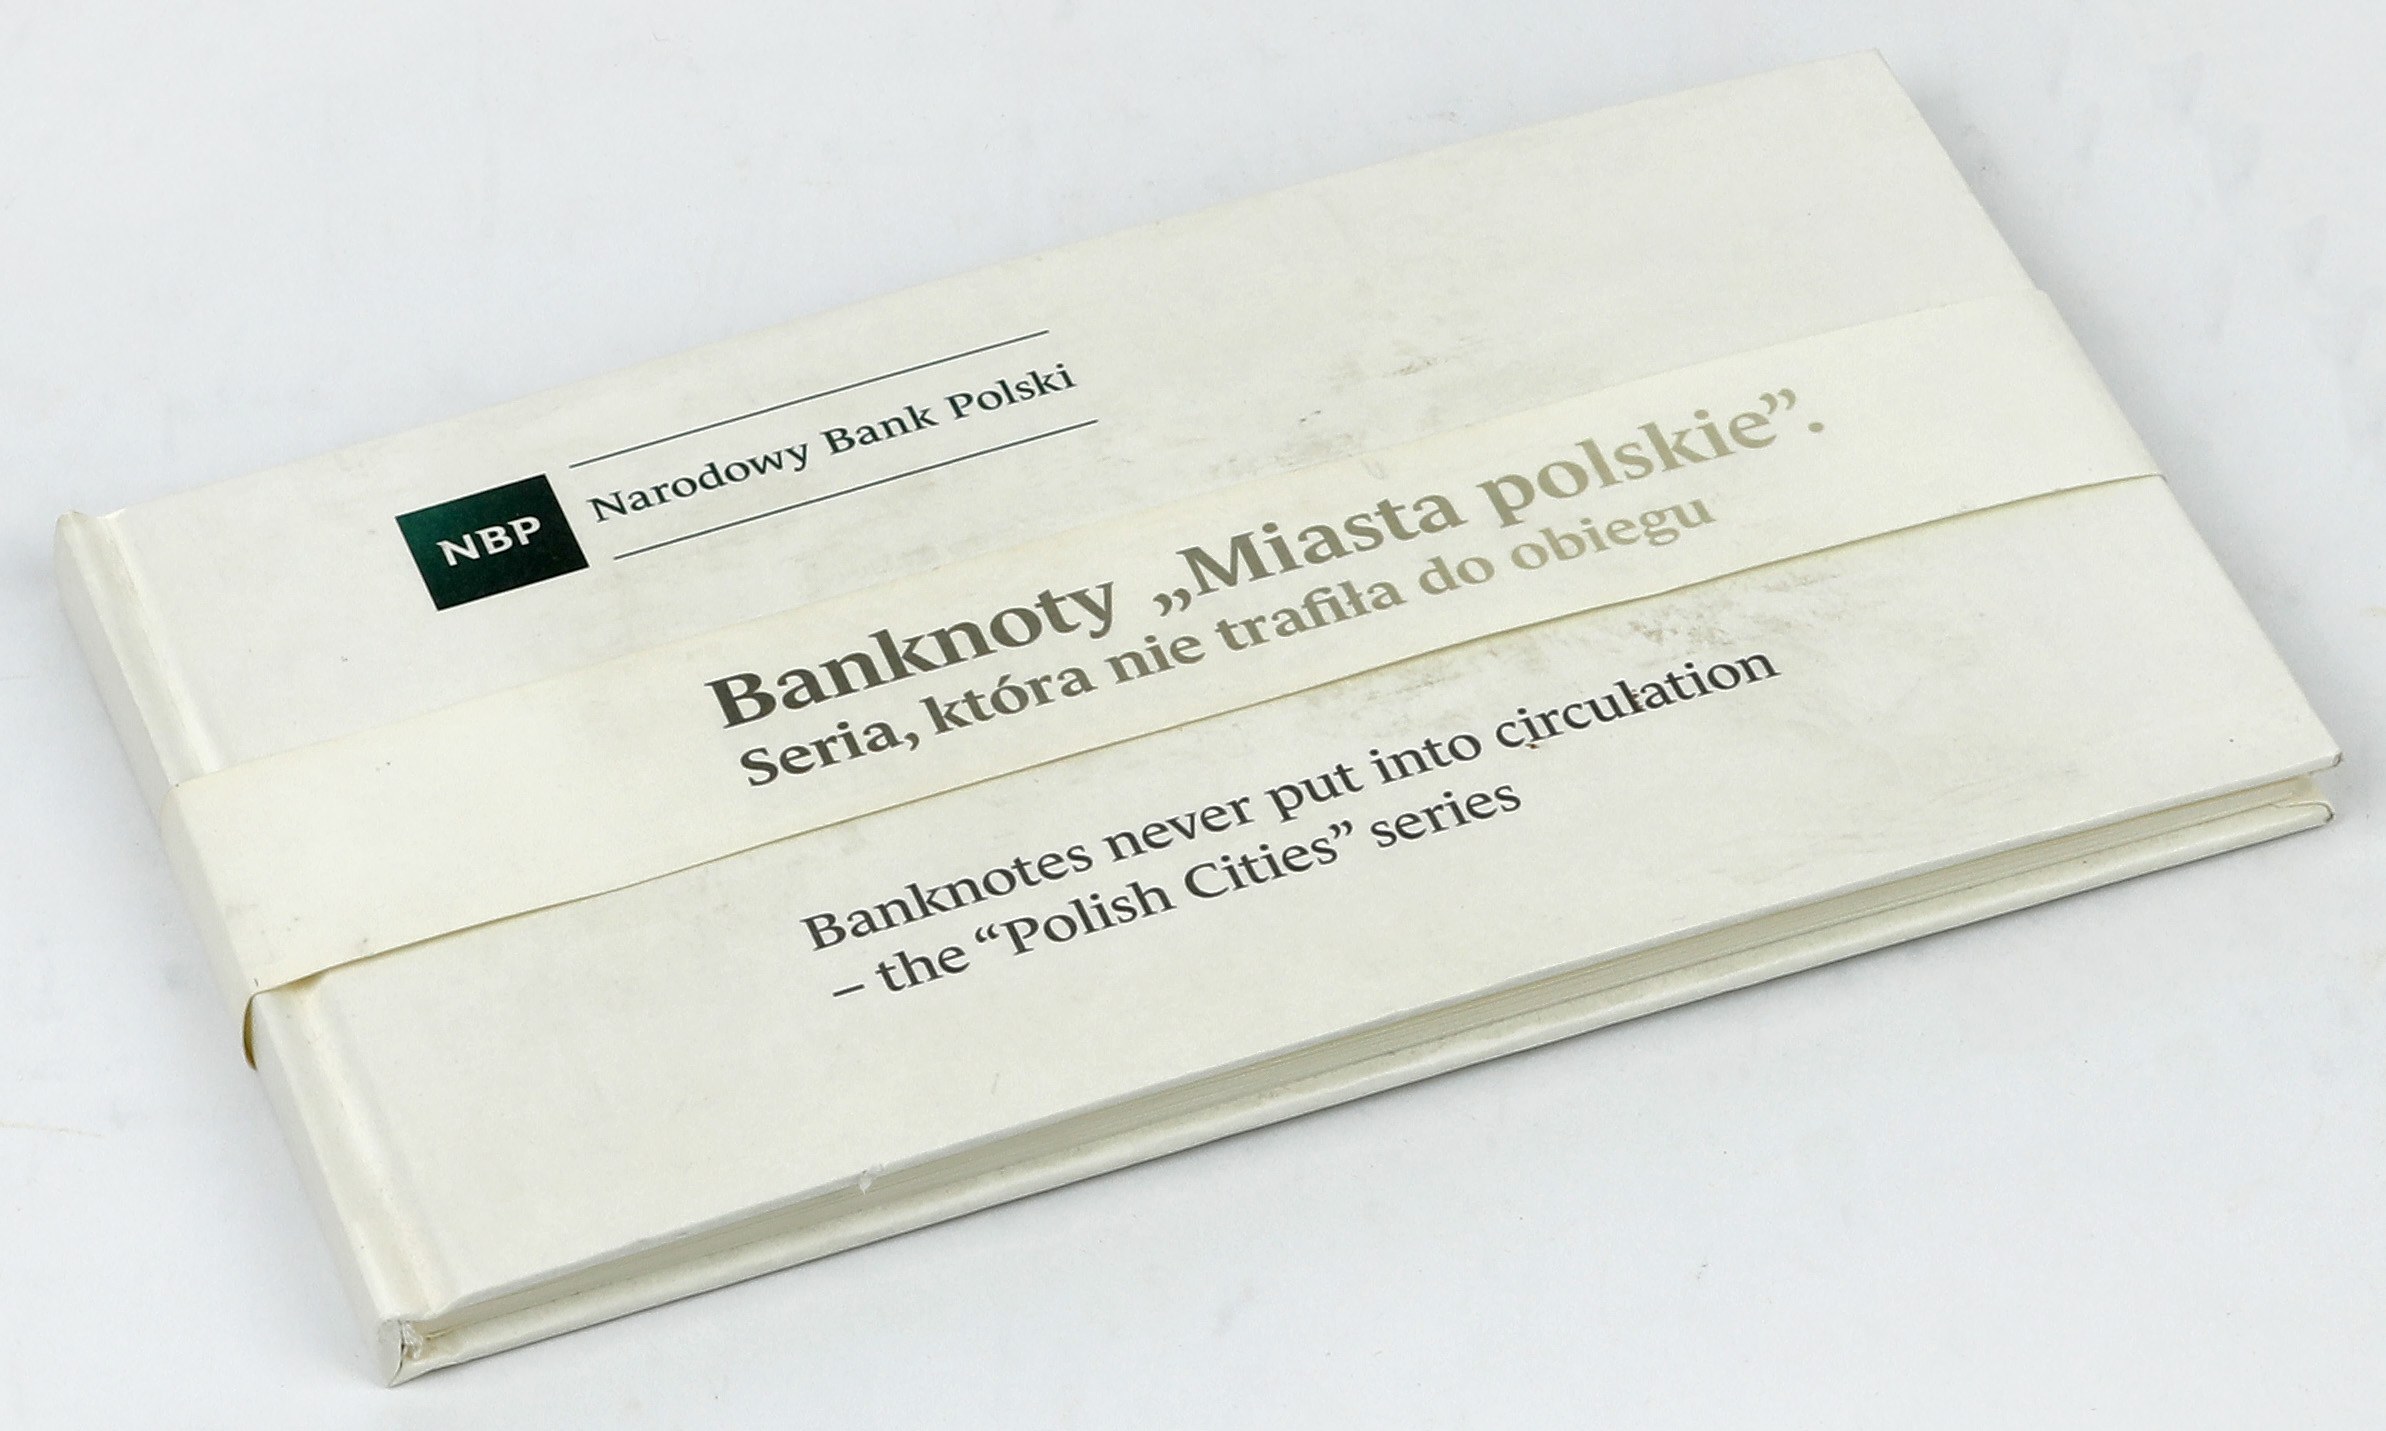 NBP
Narodowy Bank Polski
Banknoty „Miasta polskie”.
Seria, która nie trafiła do obiegu
Banknotes never put into circulation
– the “Polish Cities” series